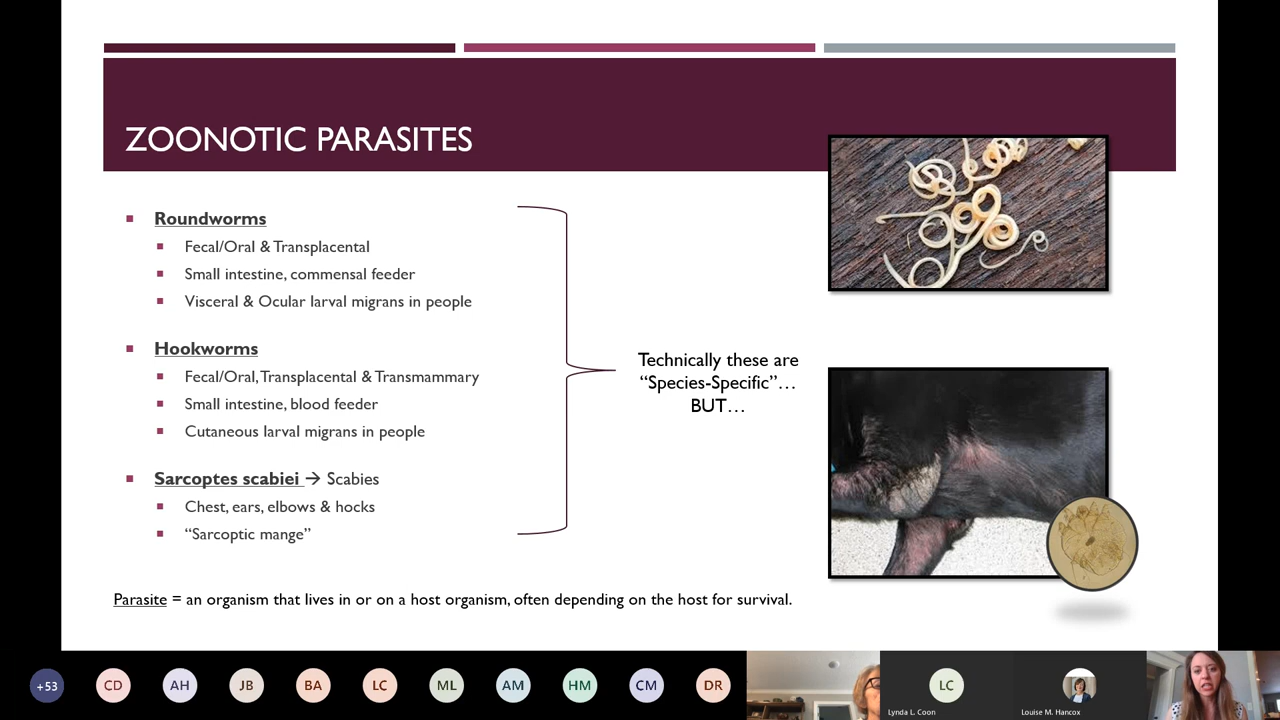 ZOONOTIC PARASITES
Roundworms
Fecal/Oral & Transplacental
Small intestine, commensal feeder
Visceral & Ocular larval migrans in people
Hookworms
Fecal/Oral, Transplacental & Transmammary
Small intestine, blood feeder
Cutaneous larval migrans in people
Sarcoptes scabiei → Scabies
Chest, ears, elbows & hocks
“Sarcoptic mange”
Technically these are
“Species-Specific”…
BUT…
Parasite = an organism that lives in or on a host organism, often depending on the host for survival.
+53 CD AH JB BA LC ML AM HM CM DR LC
Lynda L. Coon Louise M. Hancox